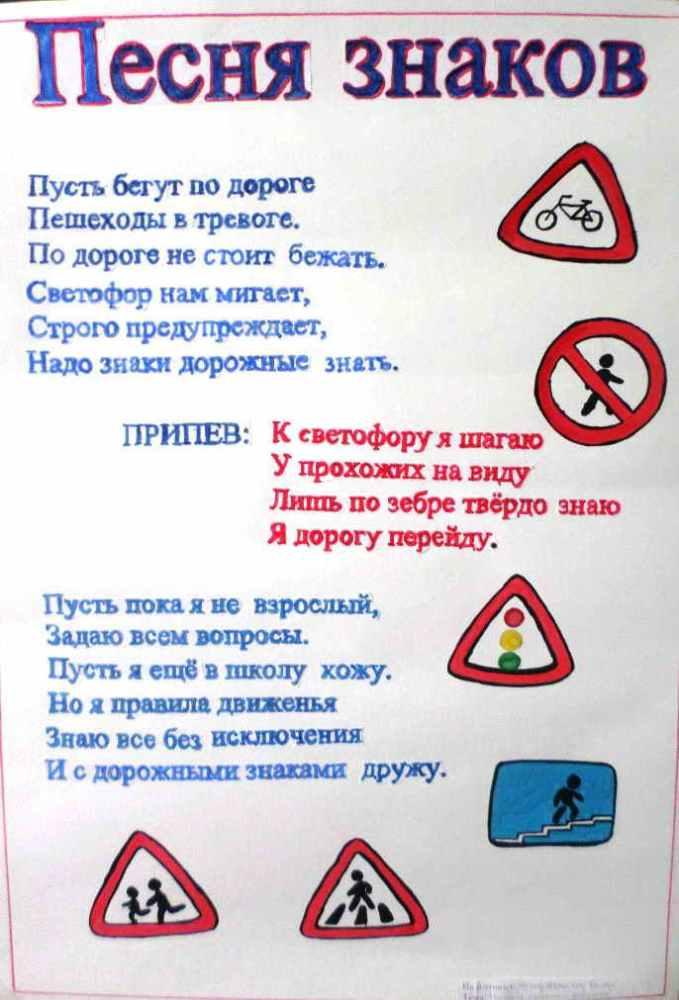 Песня знаков
Пусть бегут по дороге
Пешеходы в тревоге.
По дороге не стоит бежать.
Светофор нам мигает,
Строго предупреждает,
Надо знаки дорожные знать.
ПРИПЕВ: К светофору я шагаю
У прохожих на виду
Лишь по зебре твёрдо знаю
Я дорогу перейду.
Пусть пока я не взрослый,
Задаю всем вопросы.
Пусть я ещё в школу хожу.
Но я правила движенья
Знаю все без исключения
И с дорожными знаками дружу.